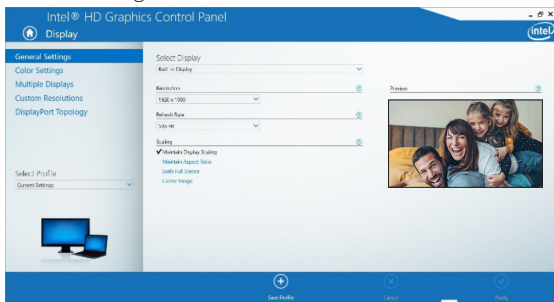 Intel® HD Graphics Control Panel
Display
intel
General Settings
Color Settings
Multiple Displays
Custom Resolutions
DisplayPort Topology
Select Profile
Current Settings
Select Display
Built in Display
Resolution
Refresh Rate
Scaling
Maintain Display Scaling
Maintain Aspect Ratio
Scale Full Screen
Center Image
Preview
Save Profile
Cancel
Apply